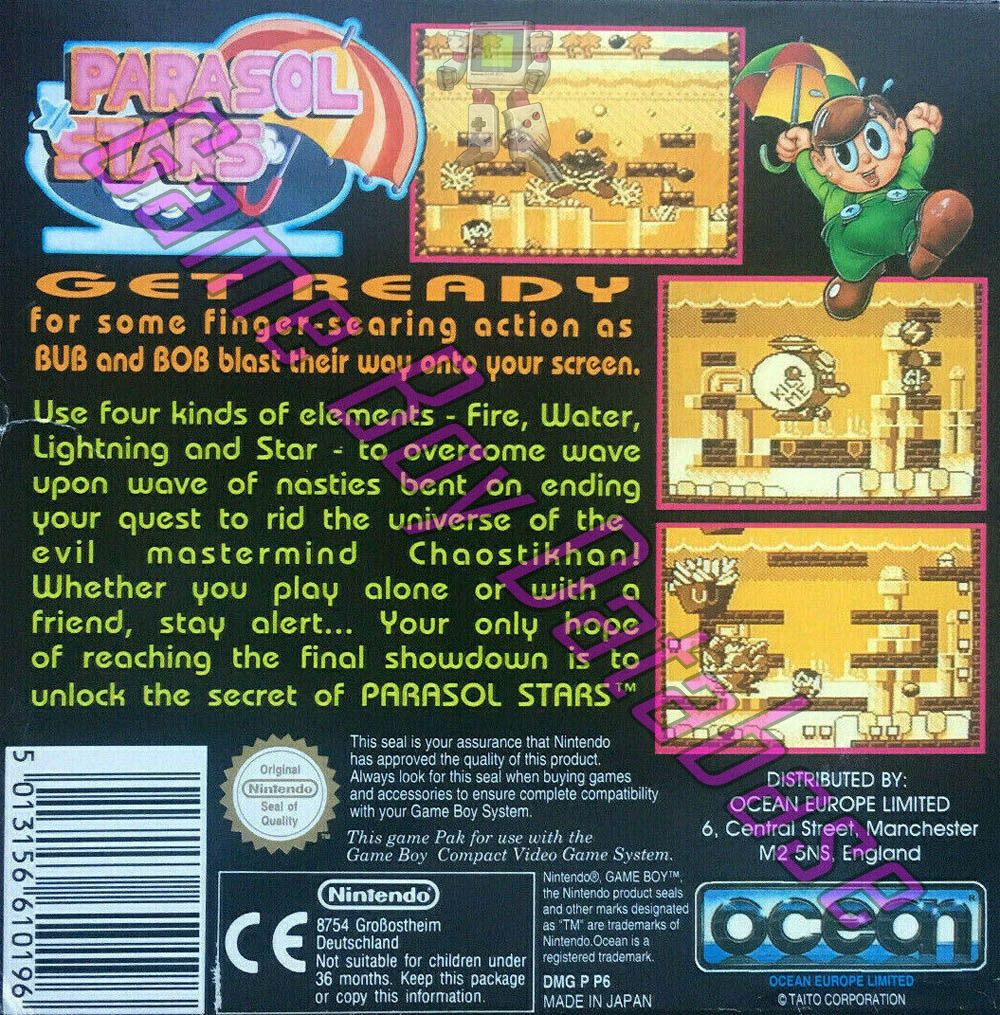 PARASOL
STARS
GET READY
for some finger-searing action as
BUB and BOB blast their way onto your screen.
Use four kinds of elements - Fire, Water,
Lightning and Star - to overcome wave
upon wave of nasties bent on ending
your quest to rid the universe of the
evil mastermind Chaostikhan!
Whether you play alone or with a
friend, stay alert... Your only hope
of reaching the final showdown is to
unlock the secret of PARASOL STARS™
KISS
ME
Game Boy Database
5 013156 610196
Original
Nintendo
Seal of
Quality
TM
This seal is your assurance that Nintendo
has approved the quality of this product.
Always look for this seal when buying games
and accessories to ensure complete compatibility
with your Game Boy System.
This game Pak for use with the
Game Boy Compact Video Game System.
CE
Nintendo
8754 Großostheim
Deutschland
Not suitable for children under
36 months. Keep this package
or copy this information.
Nintendo®, GAME BOY™,
the Nintendo product seals
and other marks designated
as "TM" are trademarks of
Nintendo.Ocean is a
registered trademark.
DMG P P6
MADE IN JAPAN
DISTRIBUTED BY:
OCEAN EUROPE LIMITED
6, Central Street, Manchester
M2 5NS, England
ocean®
OCEAN EUROPE LIMITED
©TAITO CORPORATION